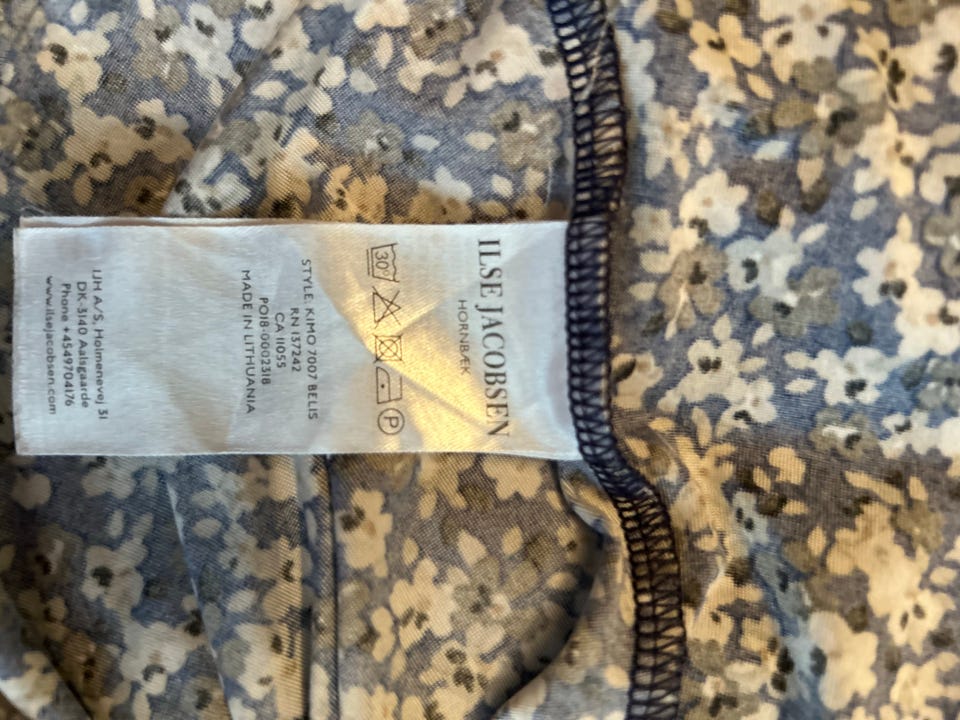 ILSE JACOBSEN
HORNBÆK
30° P
STYLE: KIMO 7007 BELIS
RN 137242
CA 11055
PO18-0002318
MADE IN LITHUANIA
IJH A/S, Holmenevej 31
DK-3140 Aalsgaarde
Phone +4549704176
www.ilsejacobsen.com